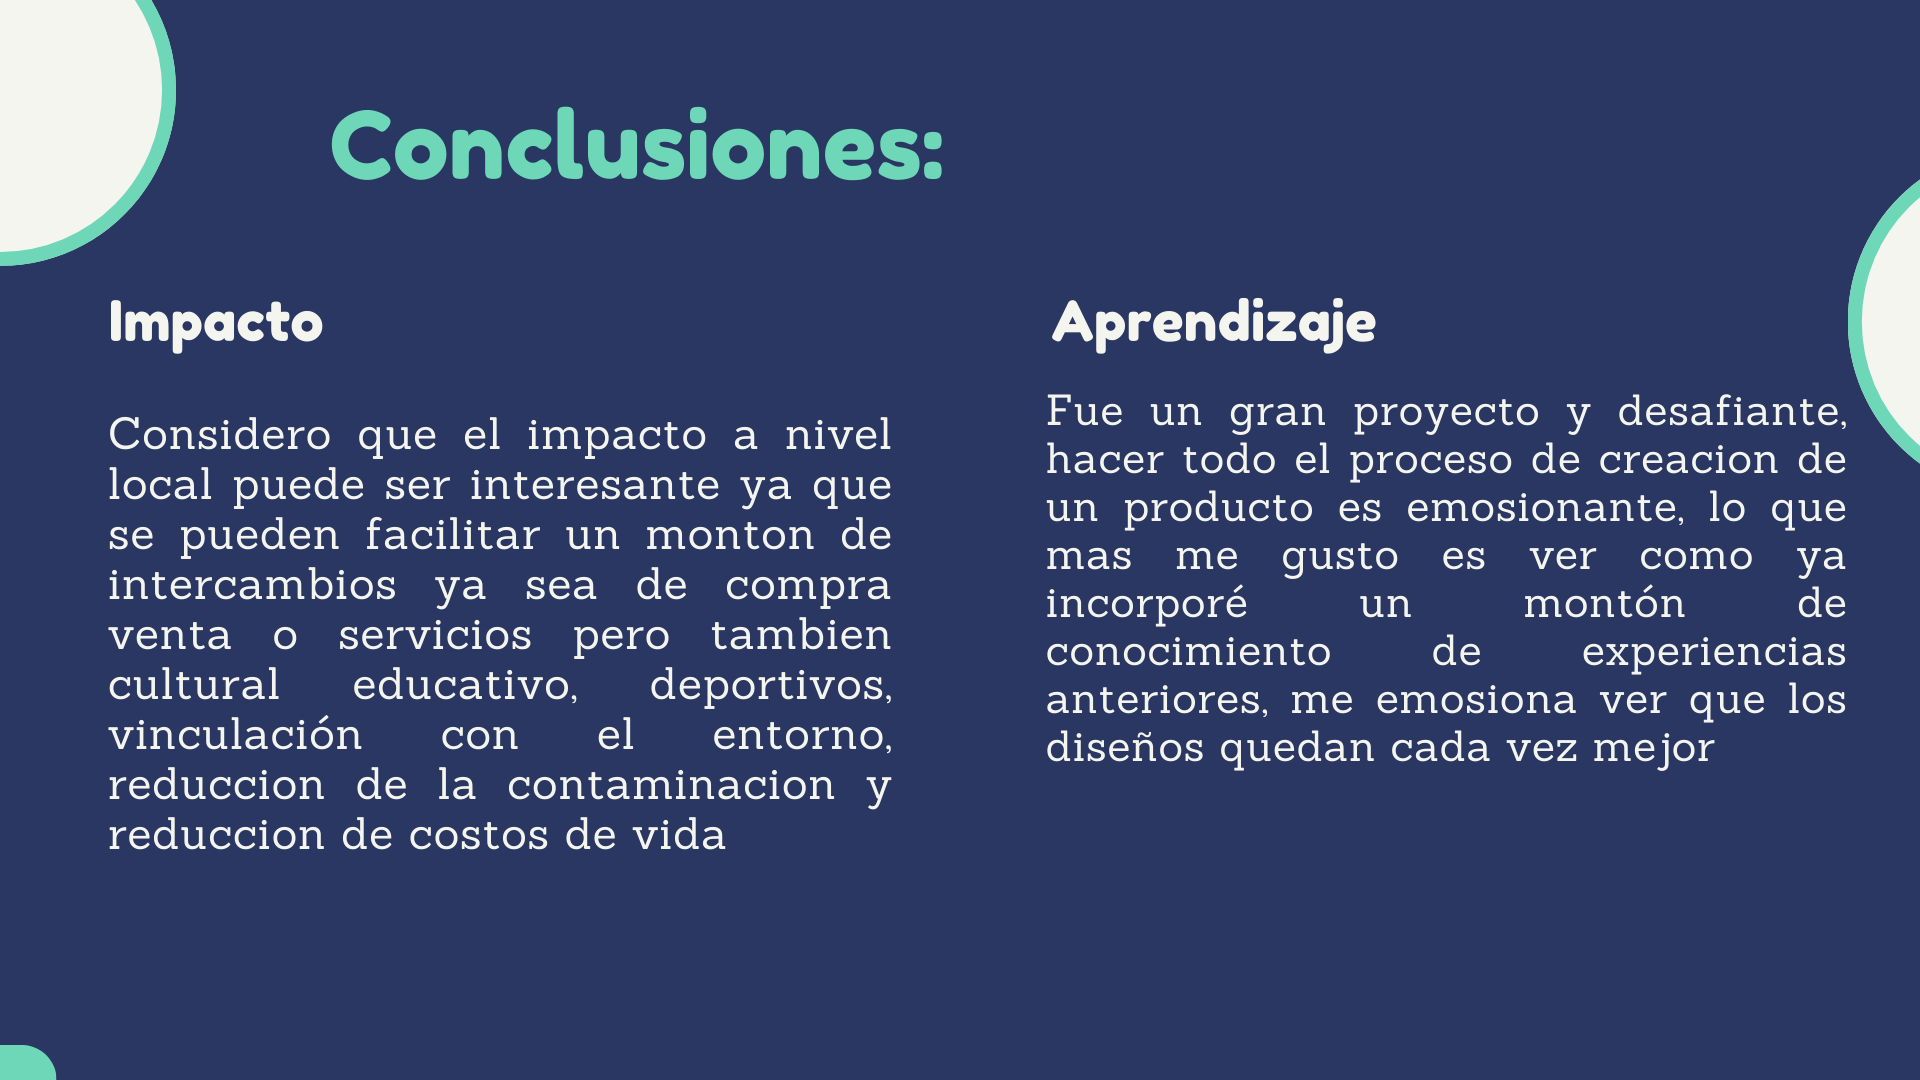 Conclusiones:
Impacto
Considero que el impacto a nivel
local puede ser interesante ya que
se pueden facilitar un monton de
intercambios ya sea de compra
venta o servicios pero tambien
cultural educativo, deportivos,
vinculación con el entorno,
reduccion de la contaminacion y
reduccion de costos de vida
Aprendizaje
Fue un gran proyecto y desafiante,
hacer todo el proceso de creacion de
un producto es emosionante, lo que
mas me gusto es ver como ya
incorporé un montón de
conocimiento de experiencias
anteriores, me emosiona ver que los
diseños quedan cada vez mejor